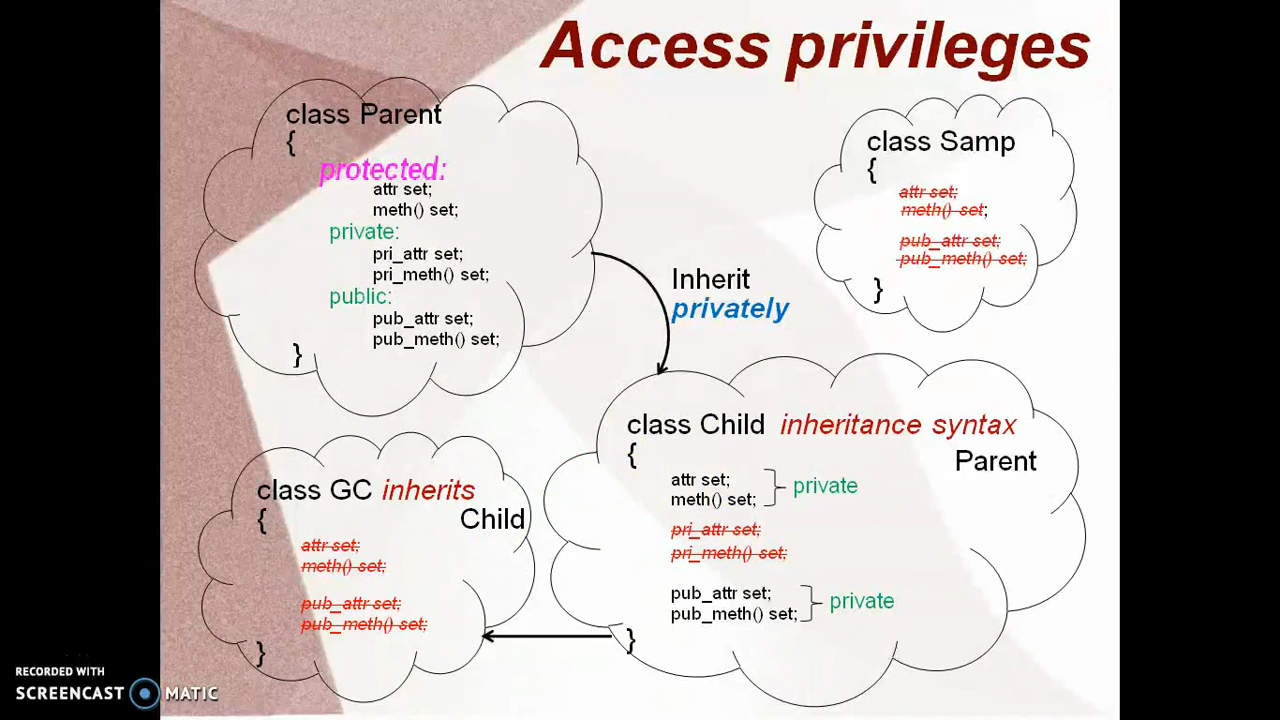 Access privileges
class Parent
{
protected:
attr set;
meth() set;
private:
pri_attr set;
pri_meth() set;
public:
pub_attr set;
pub_meth() set;
}
Inherit
privately
class Samp
{
attr set;
meth() set;
pub_attr set;
pub_meth() set;
}
class Child inheritance syntax
{
Parent
attr set;
meth() set;
private
pri_attr set;
pri_meth() set;
pub_attr set;
pub_meth() set;
private
}
class GC inherits
{
Child
attr set;
meth() set;
pub_attr set;
pub_meth() set;
}
RECORDED WITH
SCREENCAST MATIC